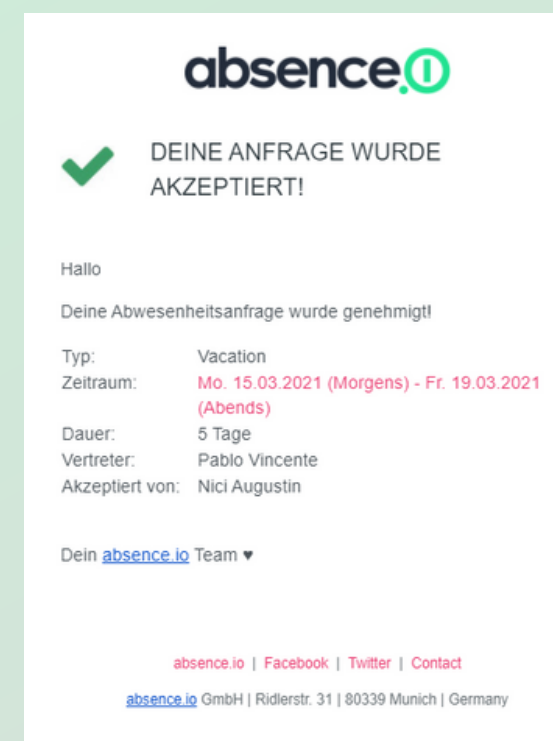 absence.io
DEINE ANFRAGE WURDE
AKZEPTIERT!
Hallo
Deine Abwesenheitsanfrage wurde genehmigt!
Typ: Vacation
Zeitraum: Mo. 15.03.2021 (Morgens) - Fr. 19.03.2021
(Abends)
Dauer: 5 Tage
Vertreter: Pablo Vincente
Akzeptiert von: Nici Augustin
Dein absence.io Team ♥
absence.io | Facebook | Twitter | Contact
absence.io GmbH | Ridlerstr. 31 | 80339 Munich | Germany